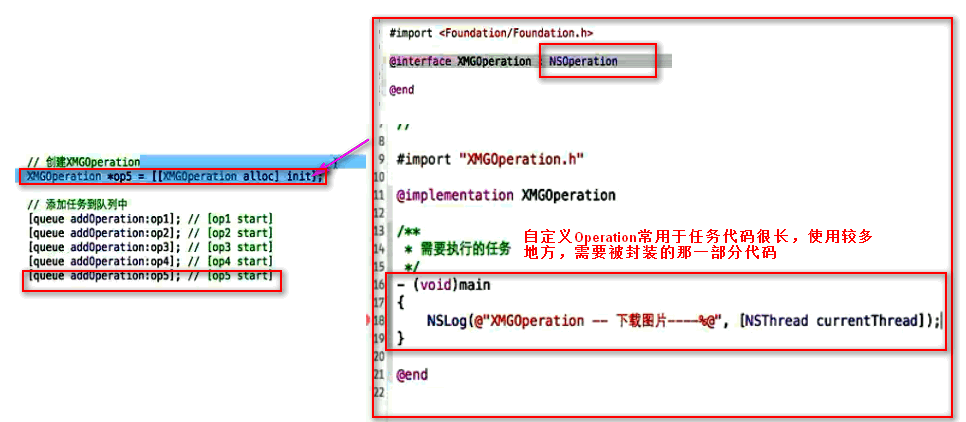 #import <Foundation/Foundation.h>
@interface XMGOperation : NSOperation
@end
7 //
8
9 #import "XMGOperation.h"
10
11 @implementation XMGOperation
12
13 /**
14 * 需要执行的任务
15 */
16 - (void)main
17 {
18 NSLog(@"XMGOperation -- 下载图片----%@", [NSThread currentThread]);
19 }
20
21 @end
22
自定义Operation常用于任务代码很长，使用较多
地方，需要被封装的那一部分代码
// 创建XMGOperation
XMGOperation *op5 = [[XMGOperation alloc] init];
// 添加任务到队列中
[queue addOperation:op1]; // [op1 start]
[queue addOperation:op2]; // [op2 start]
[queue addOperation:op3]; // [op3 start]
[queue addOperation:op4]; // [op4 start]
[queue addOperation:op5]; // [op5 start]